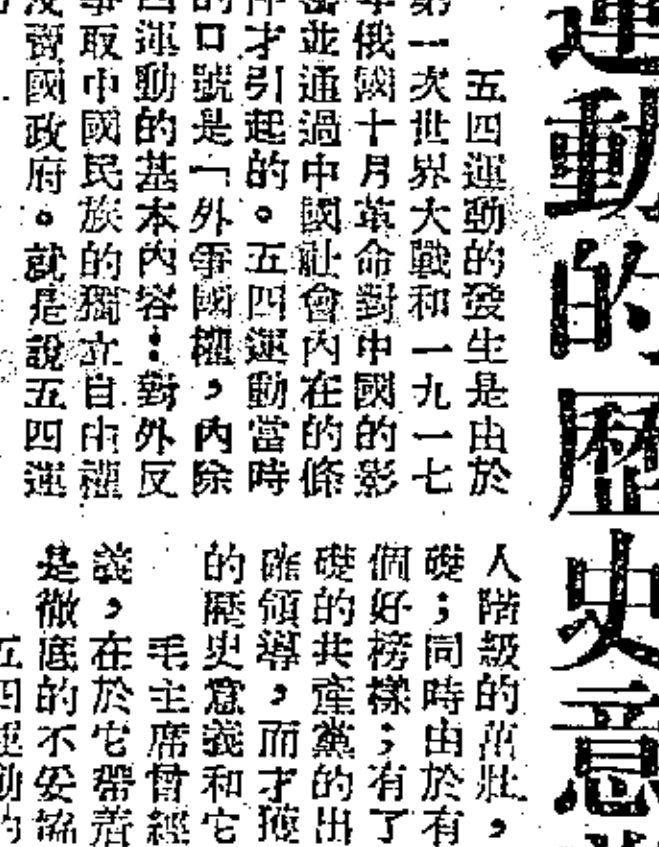 運動的歷史意
五四運動的發生是由於
第一次世界大戰和一九一七
年俄國十月革命對中國的影
響並通過中國社會內在的條
件才引起的。五四運動當時
的口號是「外爭國權，內除
四運動的基本內容：對外反
爭取中國民族的獨立自由權
賣國政府。就是說五四運
人階級的茁壯，
礎；同時由於有
個好榜樣；有了
礎的共產黨的出
確領導，而才獲
的歷史意義和它
毛主席曾經
義，在於它帶着
是徹底的不妥協
五四運動的